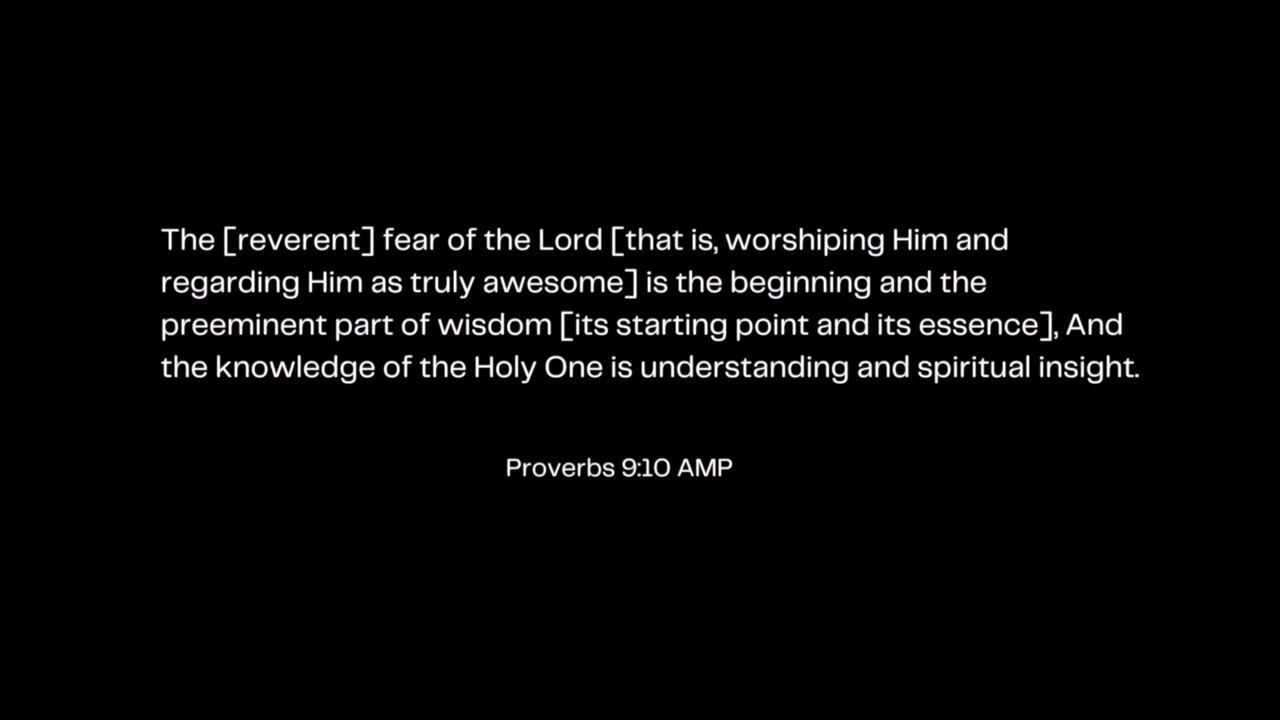 The [reverent] fear of the Lord [that is, worshiping Him and
regarding Him as truly awesome] is the beginning and the
preeminent part of wisdom [its starting point and its essence], And
the knowledge of the Holy One is understanding and spiritual insight.
Proverbs 9:10 AMP